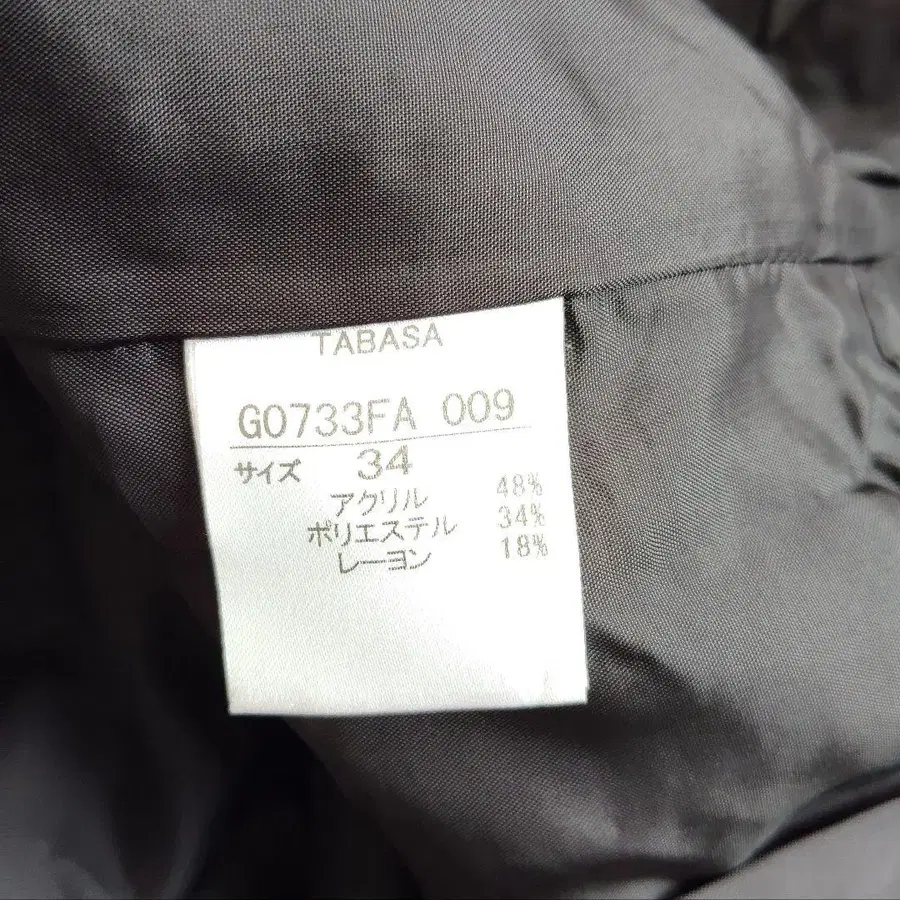 TABASA
G0733FA 009
サイズ 34
アクリル 48%
ポリエステル 34%
レーヨン 18%